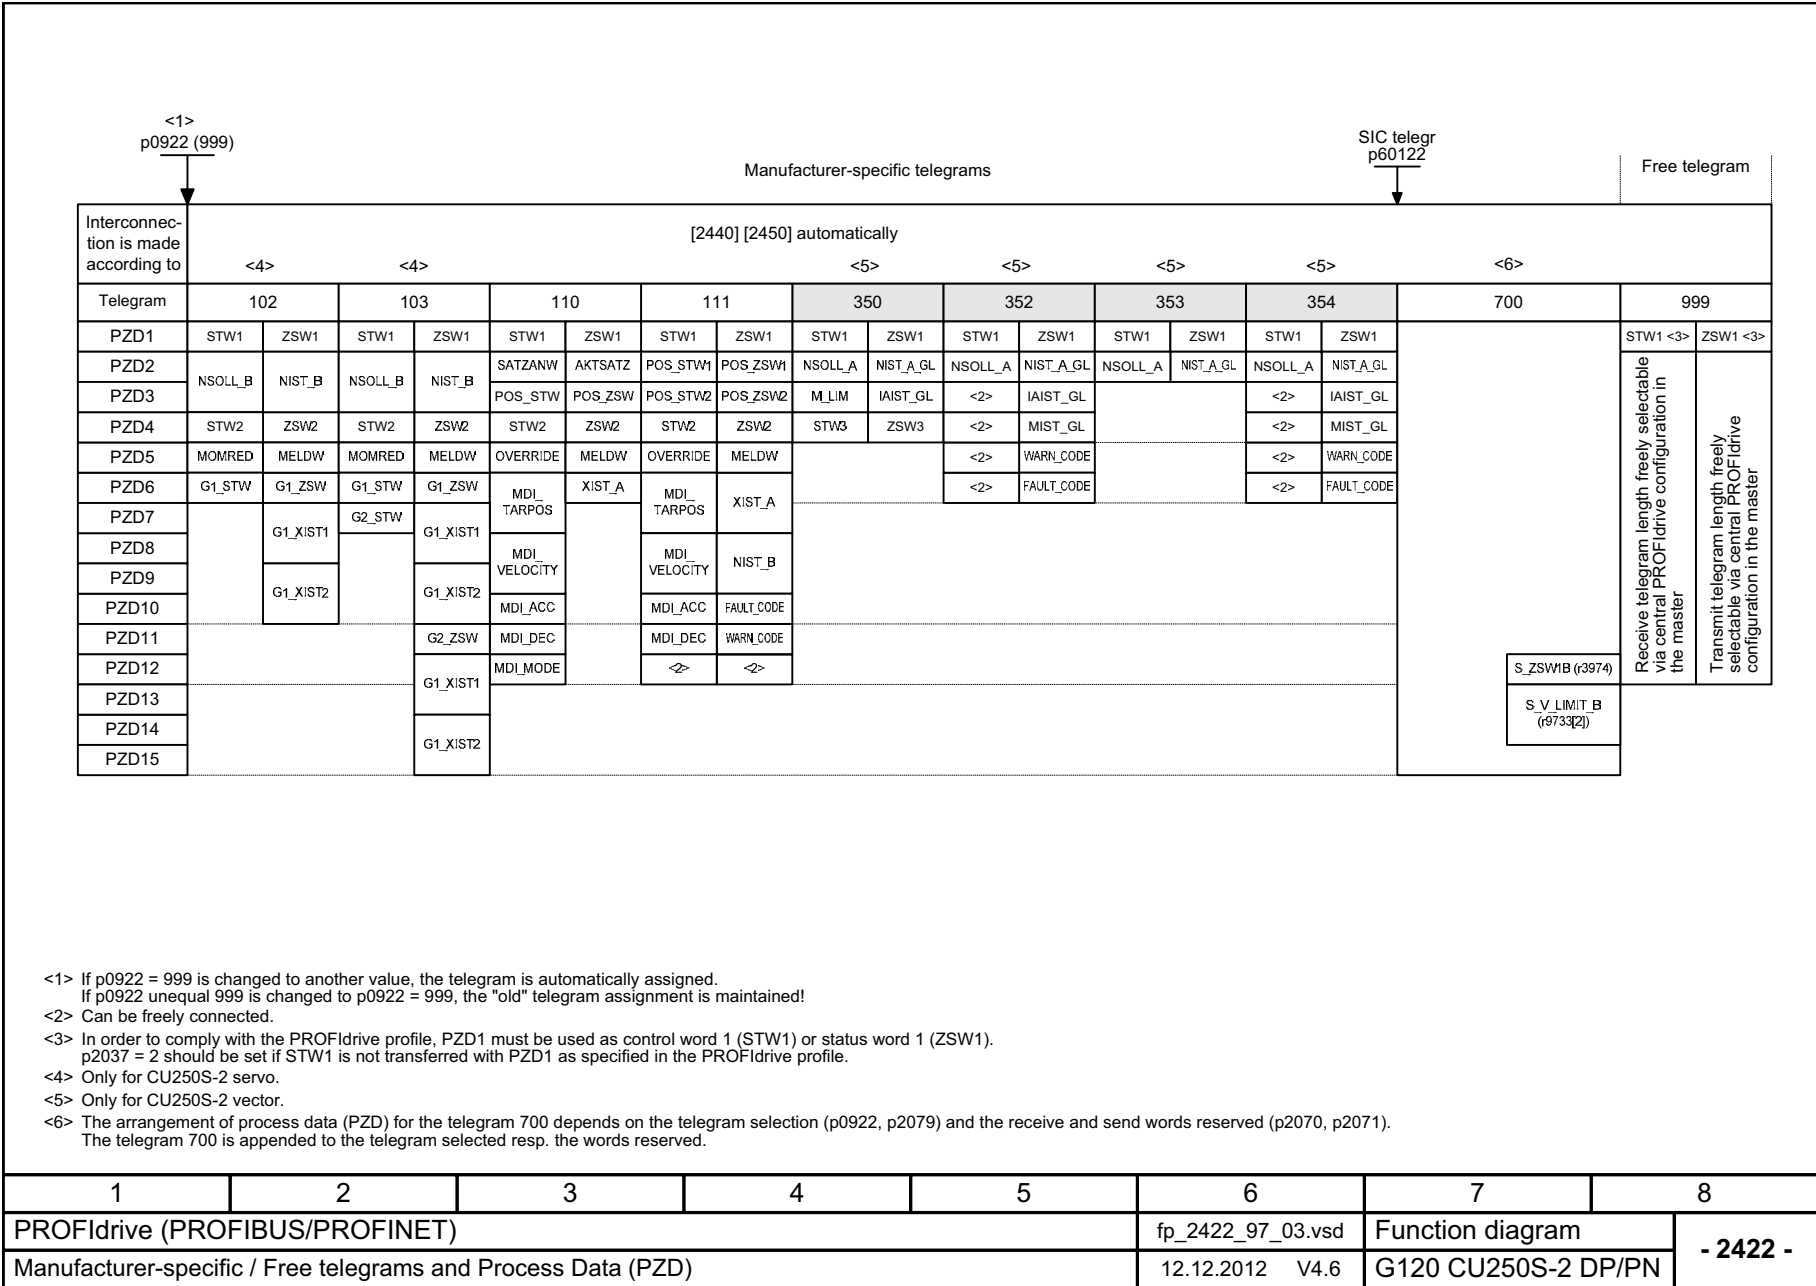 <1>
p0922 (999)
Manufacturer-specific telegrams
SIC telegr
p60122
Free telegram
Interconnec-
tion is made
according to
[2440] [2450] automatically
<4> <4> <5> <5> <5> <5> <6>
Telegram 102 103 110 111 350 352 353 354 700 999
PZD1 STW1 ZSW1 STW1 ZSW1 STW1 ZSW1 STW1 ZSW1 STW1 ZSW1 STW1 ZSW1 STW1 ZSW1 STW1 ZSW1 STW1 <3> ZSW1 <3>
PZD2 NSOLL_B NIST_B NSOLL_B NIST_B SATZANW AKTSATZ POS_STW1 POS_ZSW1 NSOLL_A NIST_A_GL NSOLL_A NIST_A_GL NSOLL_A NIST_A_GL NSOLL_A NIST_A_GL
PZD3 POS_STW POS_ZSW POS_STW2 POS_ZSW2 M_LIM IAIST_GL <2> IAIST_GL <2> IAIST_GL
PZD4 STW2 ZSW2 STW2 ZSW2 STW2 ZSW2 STW2 ZSW2 STW3 ZSW3 <2> MIST_GL <2> MIST_GL
PZD5 MOMRED MELDW MOMRED MELDW OVERRIDE MELDW OVERRIDE MELDW <2> WARN_CODE <2> WARN_CODE
PZD6 G1_STW G1_ZSW G1_STW G1_ZSW MDI_ TARPOS XIST_A MDI_ TARPOS XIST_A <2> FAULT_CODE <2> FAULT_CODE
PZD7 G1_XIST1 G2_STW G1_XIST1
PZD8 MDI_ VELOCITY MDI_ VELOCITY NIST_B
PZD9 G1_XIST2 G1_XIST2
PZD10 MDI_ACC MDI_ACC FAULT_CODE
PZD11 G2_ZSW MDI_DEC MDI_DEC WARN_CODE
PZD12 G1_XIST1 MDI_MODE <2> <2> S_ZSW1B (r3974)
PZD13 S_V_LIMIT_B
(r9733[2])
PZD14 G1_XIST2
PZD15
Receive telegram length freely selectable
via central PROFIdrive configuration in
the master
Transmit telegram length freely
selectable via central PROFIdrive
configuration in the master
<1> If p0922 = 999 is changed to another value, the telegram is automatically assigned.
If p0922 unequal 999 is changed to p0922 = 999, the "old" telegram assignment is maintained!
<2> Can be freely connected.
<3> In order to comply with the PROFIdrive profile, PZD1 must be used as control word 1 (STW1) or status word 1 (ZSW1).
p2037 = 2 should be set if STW1 is not transferred with PZD1 as specified in the PROFIdrive profile.
<4> Only for CU250S-2 servo.
<5> Only for CU250S-2 vector.
<6> The arrangement of process data (PZD) for the telegram 700 depends on the telegram selection (p0922, p2079) and the receive and send words reserved (p2070, p2071).
The telegram 700 is appended to the telegram selected resp. the words reserved.
1 2 3 4 5 6 7 8
PROFIdrive (PROFIBUS/PROFINET) fp_2422_97_03.vsd Function diagram
- 2422 -
Manufacturer-specific / Free telegrams and Process Data (PZD) 12.12.2012 V4.6 G120 CU250S-2 DP/PN